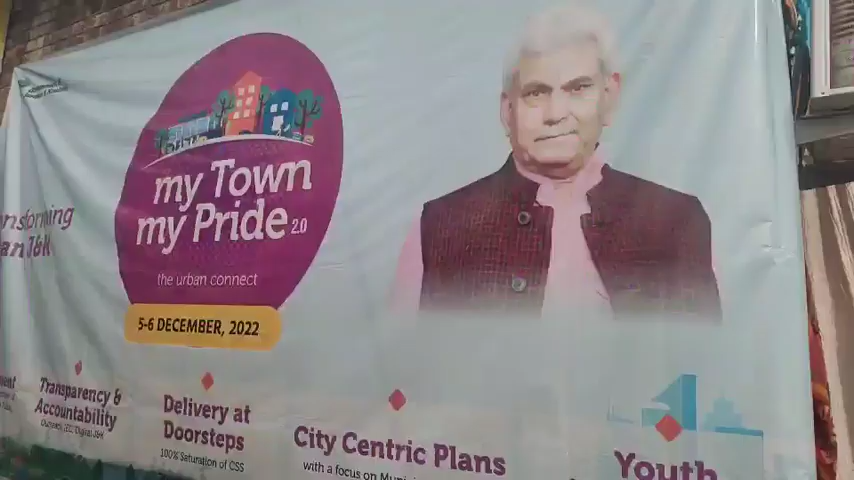 my Town
my Pride 2.0
the urban connect
5-6 DECEMBER, 2022
Transparency &
Accountability
Delivery at
Doorsteps
100% Saturation of CSS
City Centric Plans
with a focus on
Youth